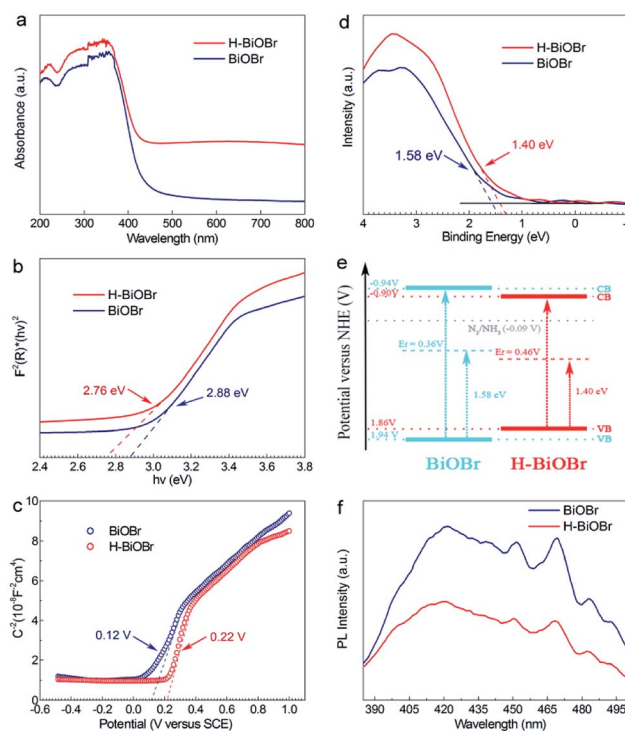 a
H-BiOBr
BiOBr
Absorbance (a.u.)
200 300 400 500 600 700 800
Wavelength (nm)
d
H-BiOBr
BiOBr
Intensity (a.u.)
1.58 eV
1.40 eV
4 3 2 1 0
Binding Energy (eV)
b
H-BiOBr
BiOBr
F²(R)*(hv)²
2.76 eV
2.88 eV
2.4 2.6 2.8 3.0 3.2 3.4 3.6 3.8
hv (eV)
e
Potential versus NHE (V)
-0.94V
CB
-0.90V
CB
N₂/NH₃ (-0.09 V)
Ef = 0.36V
Ef = 0.46V
1.58 eV
1.40 eV
1.86V
VB
1.94 V
VB
BiOBr
H-BiOBr
c
BiOBr
H-BiOBr
C⁻²(10⁻⁸F⁻²cm⁴)
10
8
6
4
2
0
0.12 V
0.22 V
-0.6 -0.4 -0.2 0.0 0.2 0.4 0.6 0.8 1.0
Potential (V versus SCE)
f
BiOBr
H-BiOBr
PL Intensity (a.u.)
390 405 420 435 450 465 480 495
Wavelength (nm)